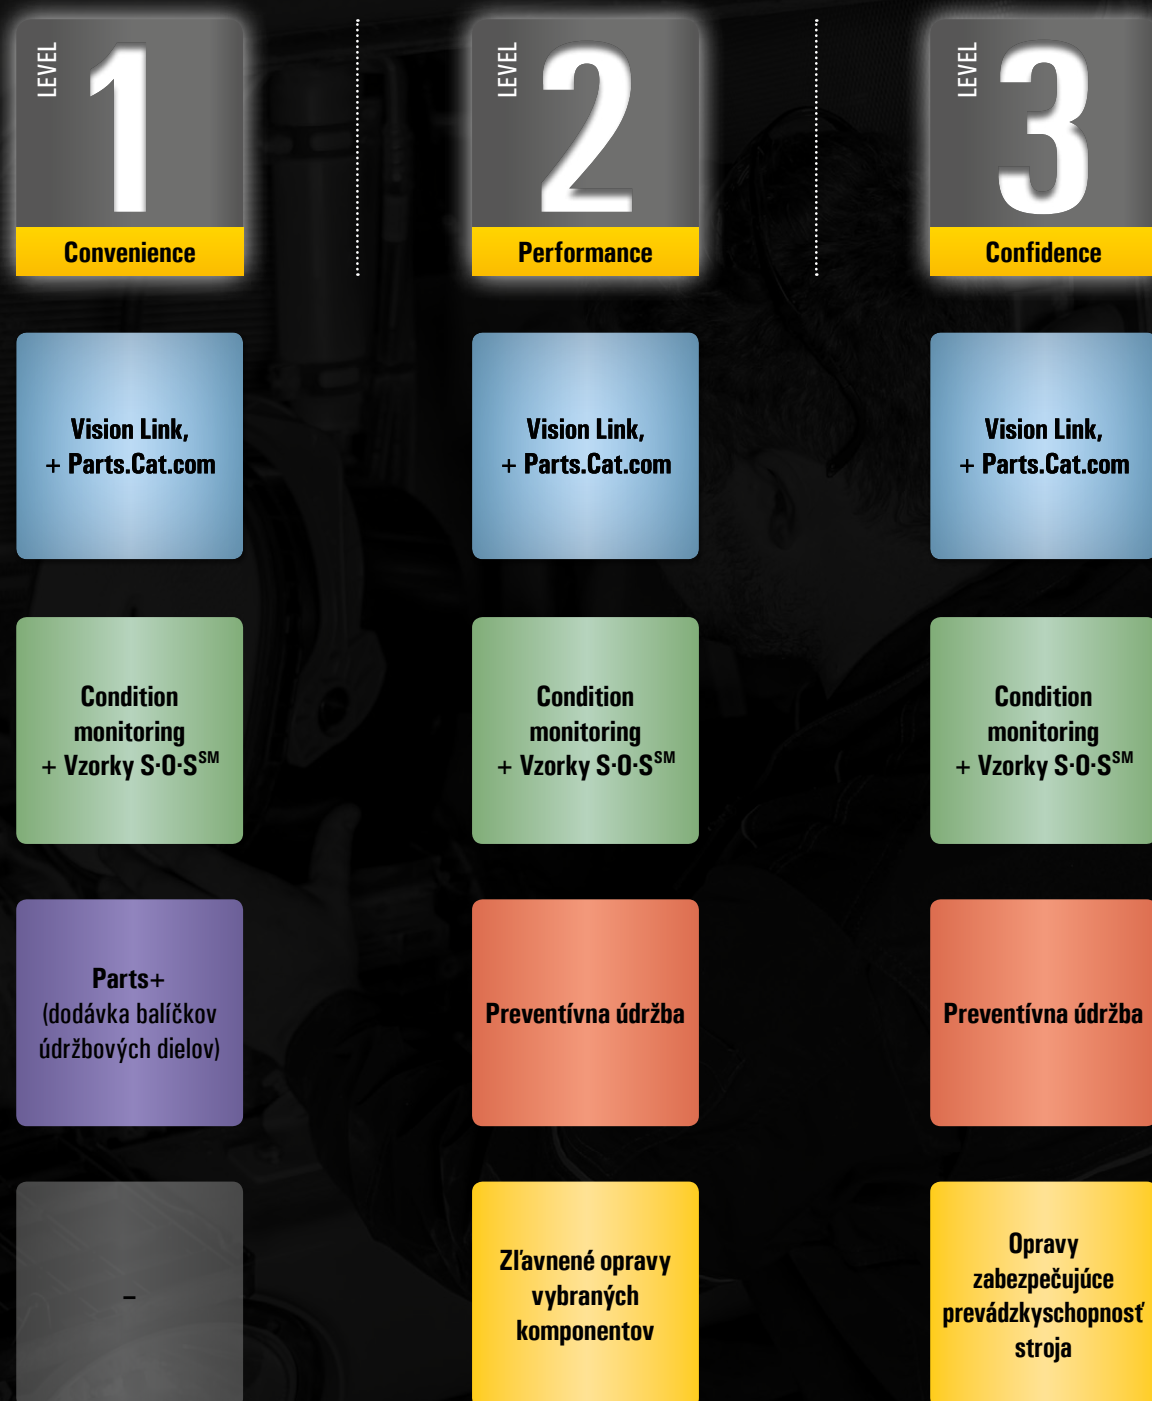 LEVEL
1
Convenience
LEVEL
2
Performance
LEVEL
3
Confidence
Vision Link,
+ Parts.Cat.com
Vision Link,
+ Parts.Cat.com
Vision Link,
+ Parts.Cat.com
Condition
monitoring
+ Vzorky S·O·S℠
Condition
monitoring
+ Vzorky S·O·S℠
Condition
monitoring
+ Vzorky S·O·S℠
Parts+
(dodávka balíčkov
údržbových dielov)
Preventívna údržba
Preventívna údržba
–
Zľavnené opravy
vybraných
komponentov
Opravy
zabezpečujúce
prevádzkyschopnosť
stroja